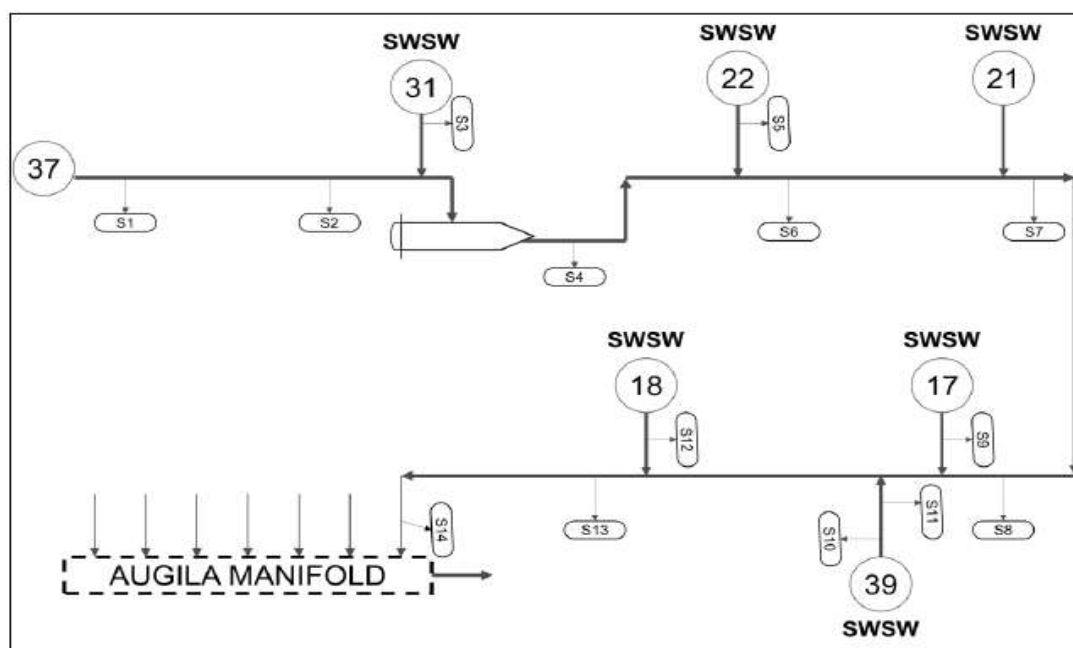 SWSW
31
S3
SWSW
22
S5
SWSW
21
37
S1
S2
S4
S6
S7
SWSW
18
S12
SWSW
17
S9
S14
S13
S10
S11
S8
AUGILA MANIFOLD
39
SWSW